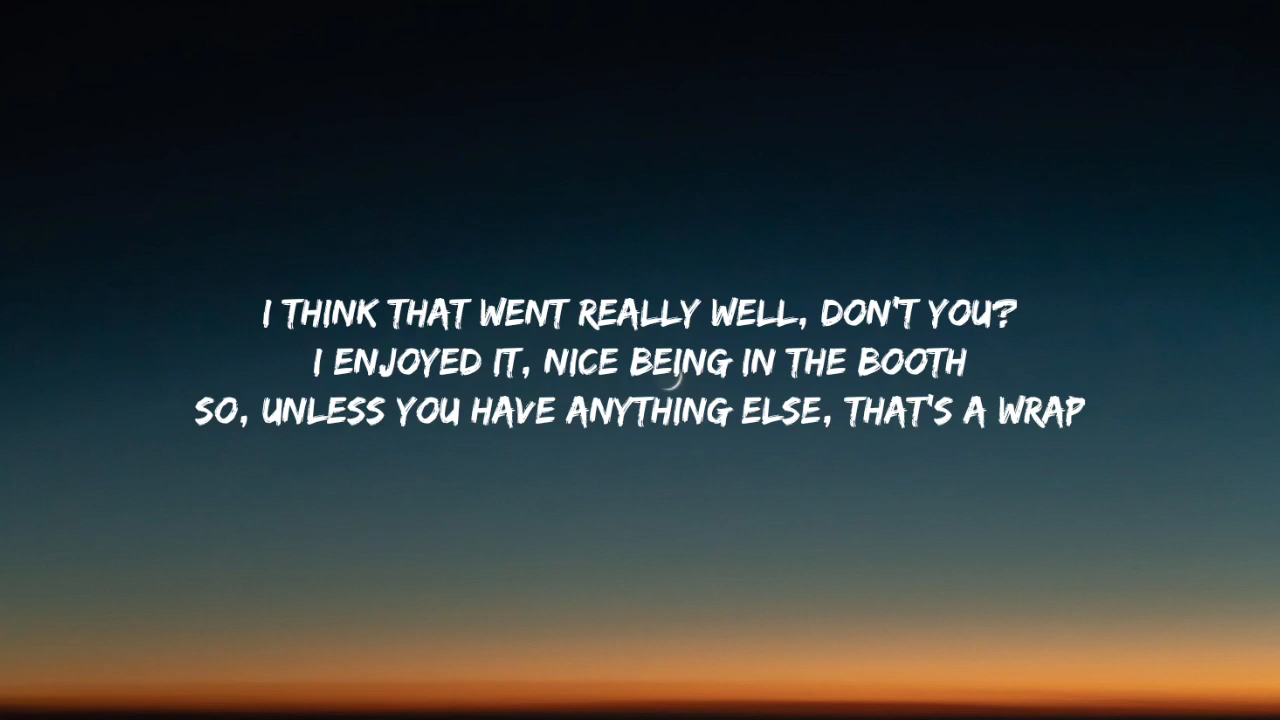 I THINK THAT WENT REALLY WELL, DON'T YOU?
I ENJOYED IT, NICE BEING IN THE BOOTH
SO, UNLESS YOU HAVE ANYTHING ELSE, THAT'S A WRAP